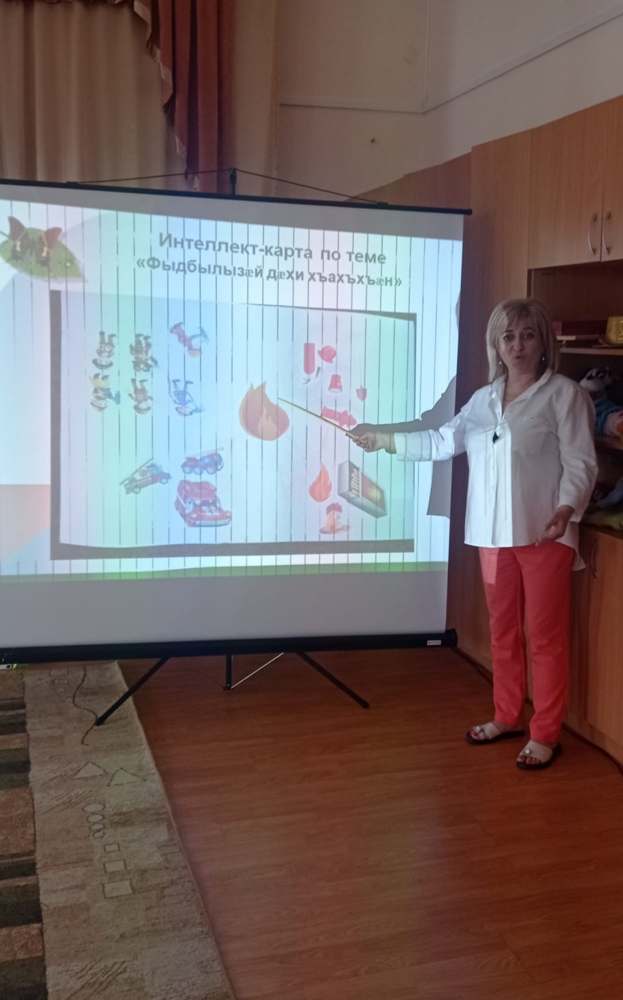 Интеллект-карта по теме
«Фыдбылызæй дæхи хъахъхъæн»